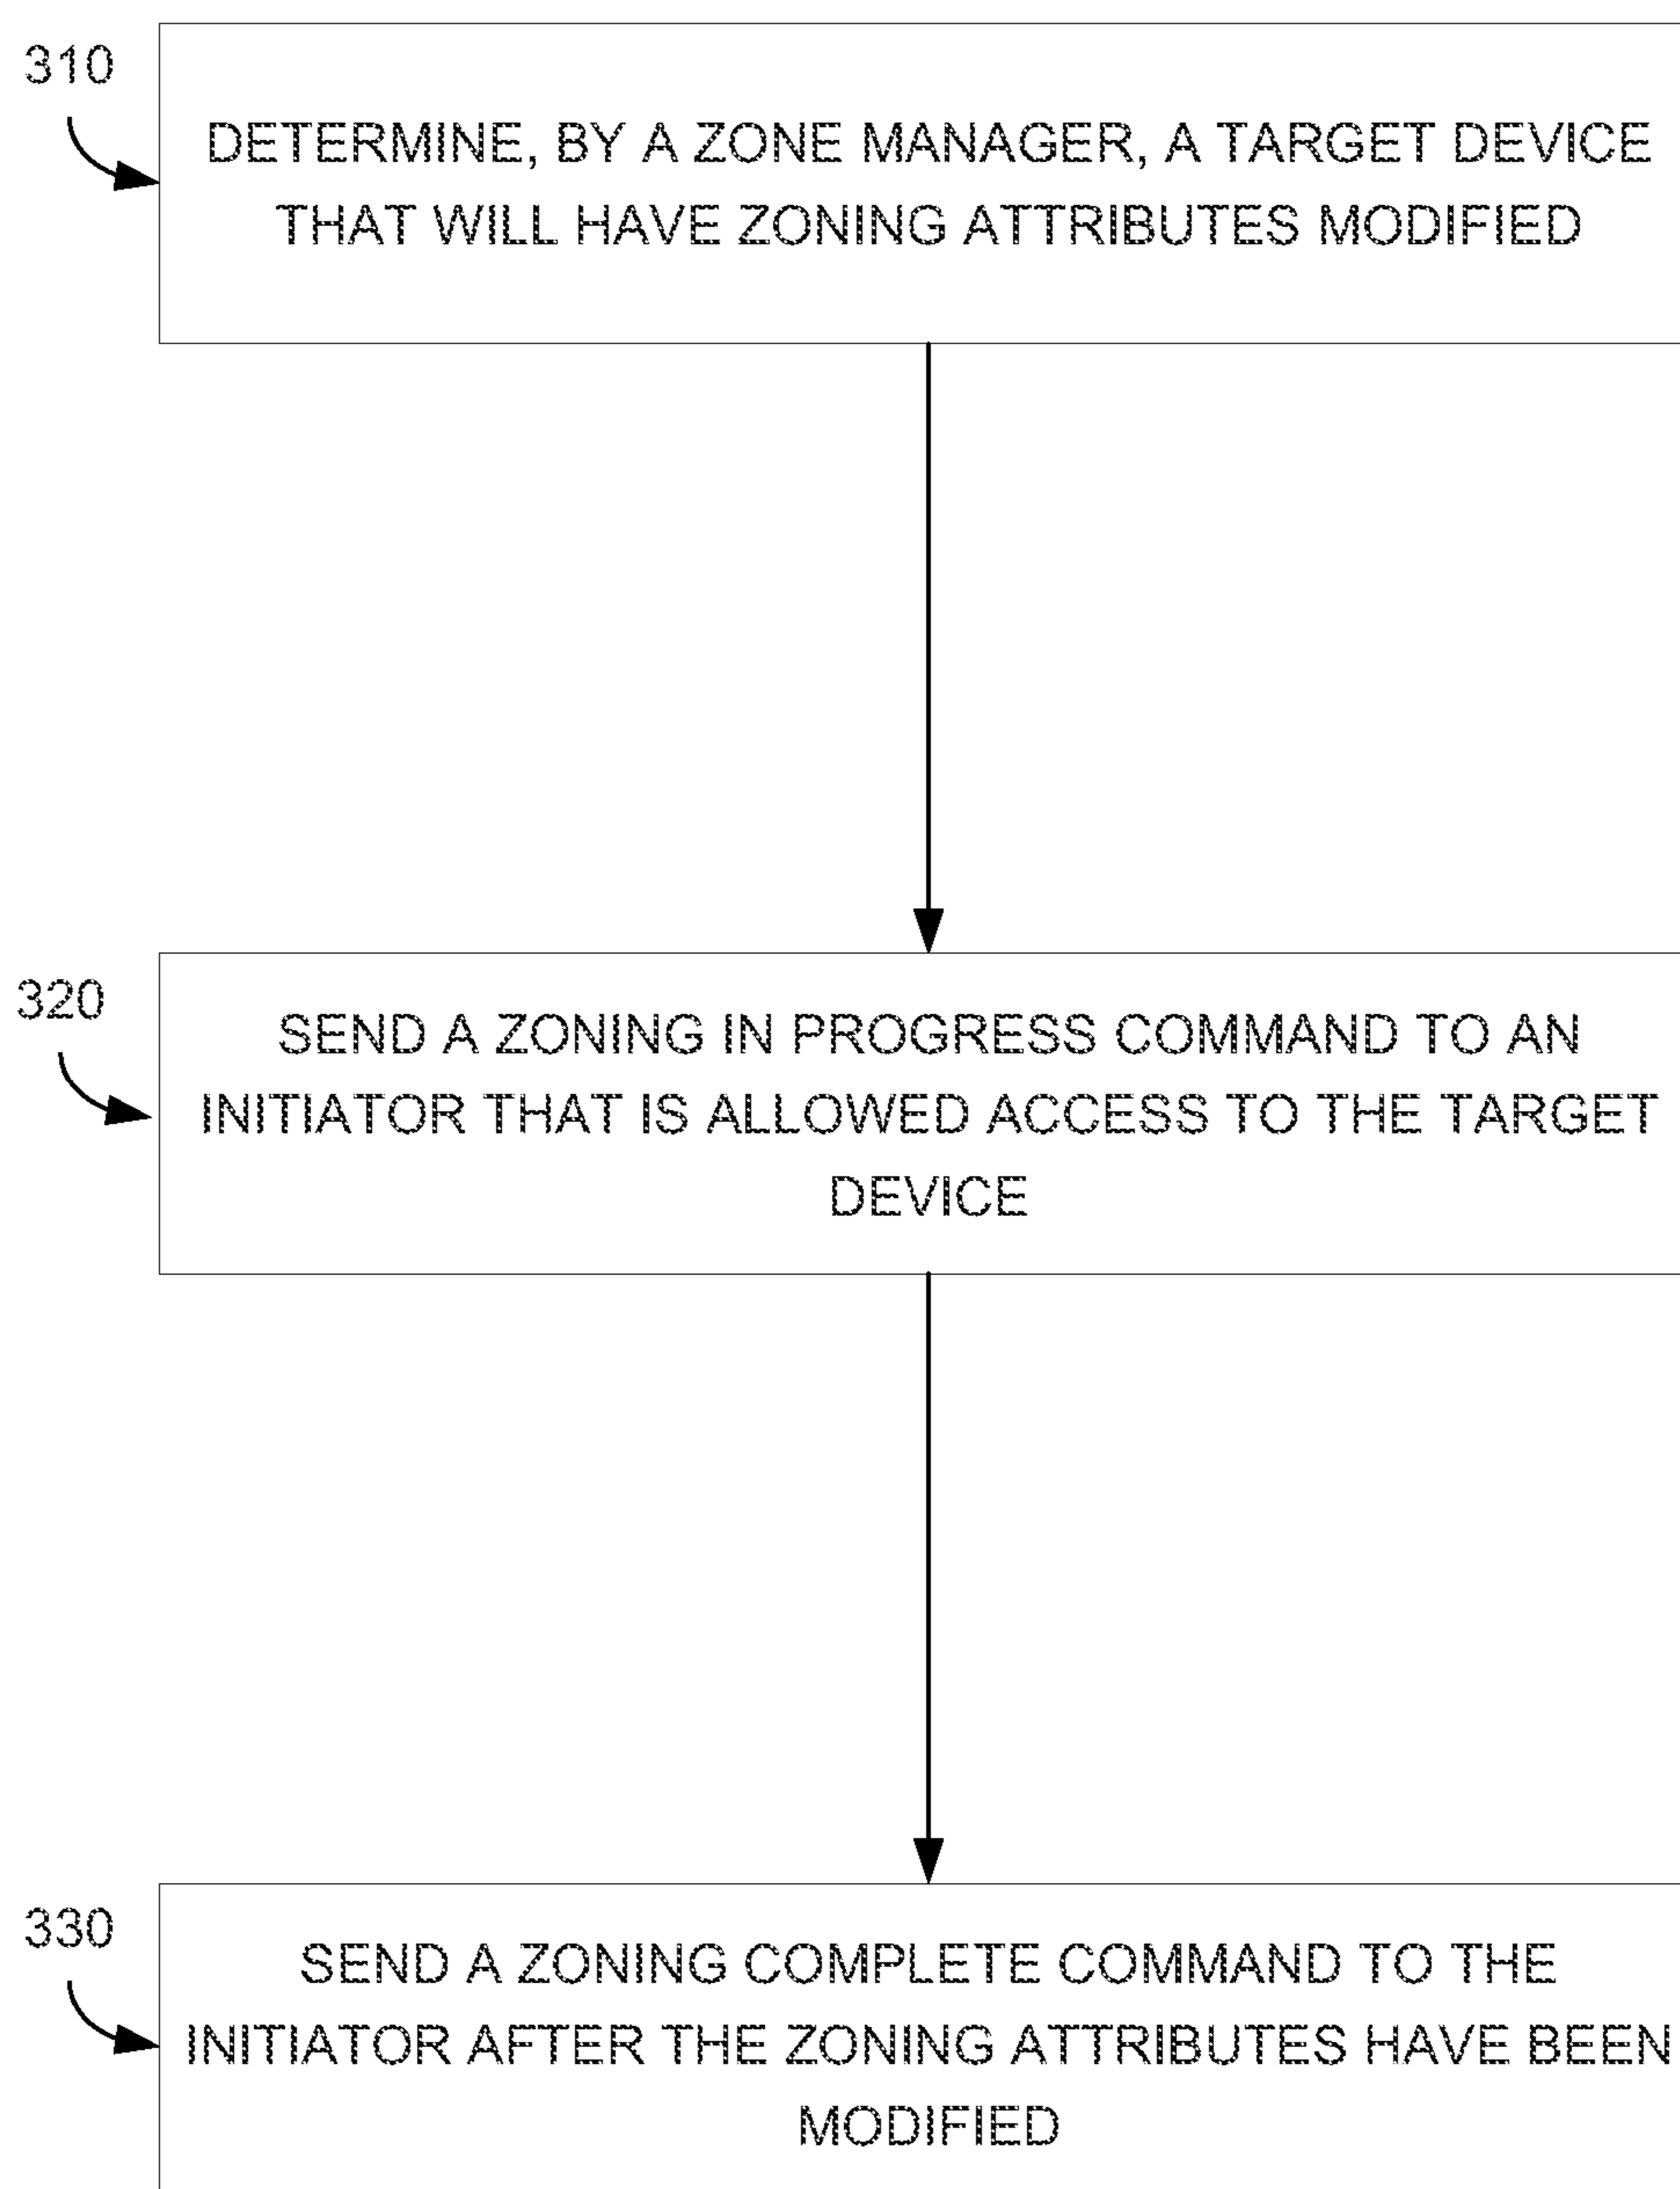 310
DETERMINE, BY A ZONE MANAGER, A TARGET DEVICE
THAT WILL HAVE ZONING ATTRIBUTES MODIFIED
320
SEND A ZONING IN PROGRESS COMMAND TO AN
INITIATOR THAT IS ALLOWED ACCESS TO THE TARGET
DEVICE
330
SEND A ZONING COMPLETE COMMAND TO THE
INITIATOR AFTER THE ZONING ATTRIBUTES HAVE BEEN
MODIFIED